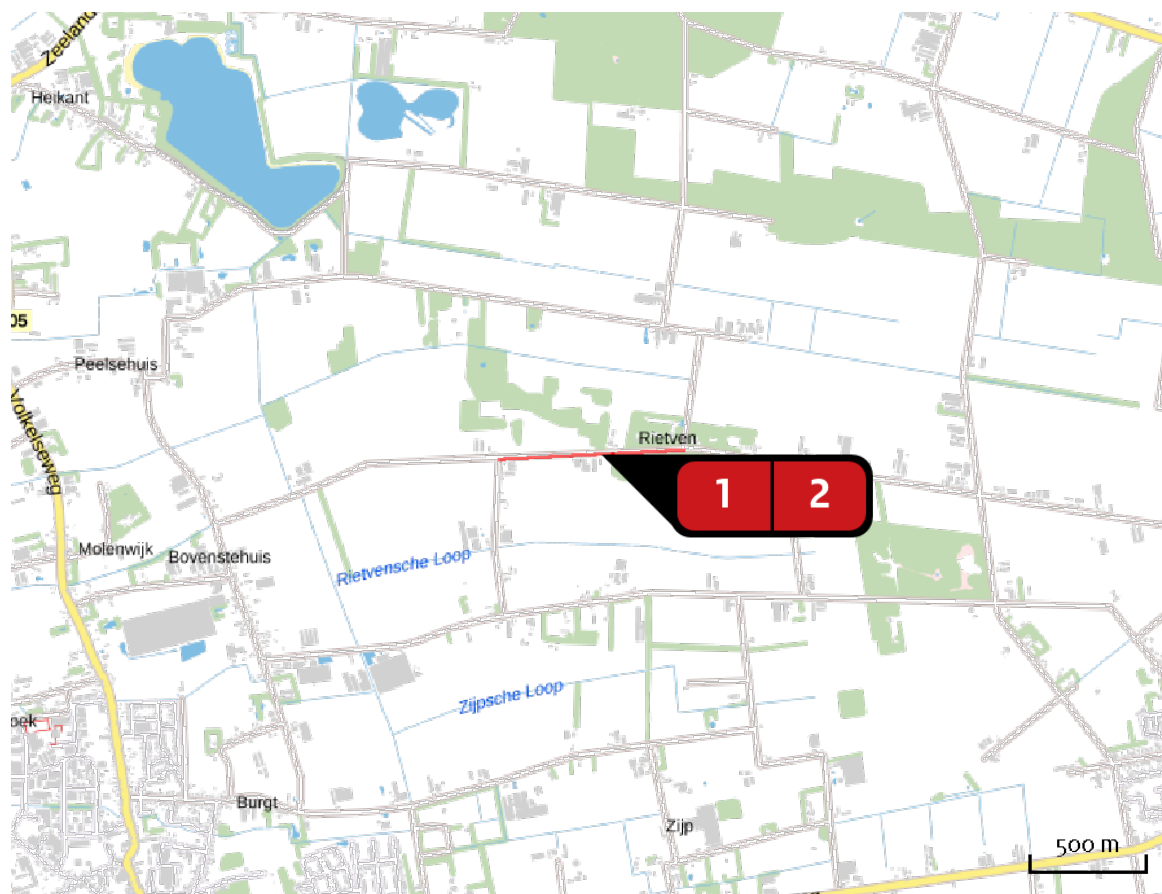 Zeeland
Heikant
05
Peelsehuis
Volkelseweg
Rietven
1 2
Molenwijk
Bovenstehuis
Rietvensche Loop
Zijpsche Loop
oek
Burgt
Zijp
500 m